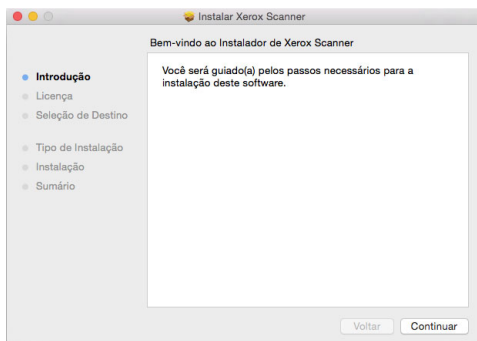 Instalar Xerox Scanner
Bem-vindo ao Instalador de Xerox Scanner
Introdução
Licença
Seleção de Destino
Tipo de Instalação
Instalação
Sumário
Você será guiado(a) pelos passos necessários para a
instalação deste software.
Voltar
Continuar